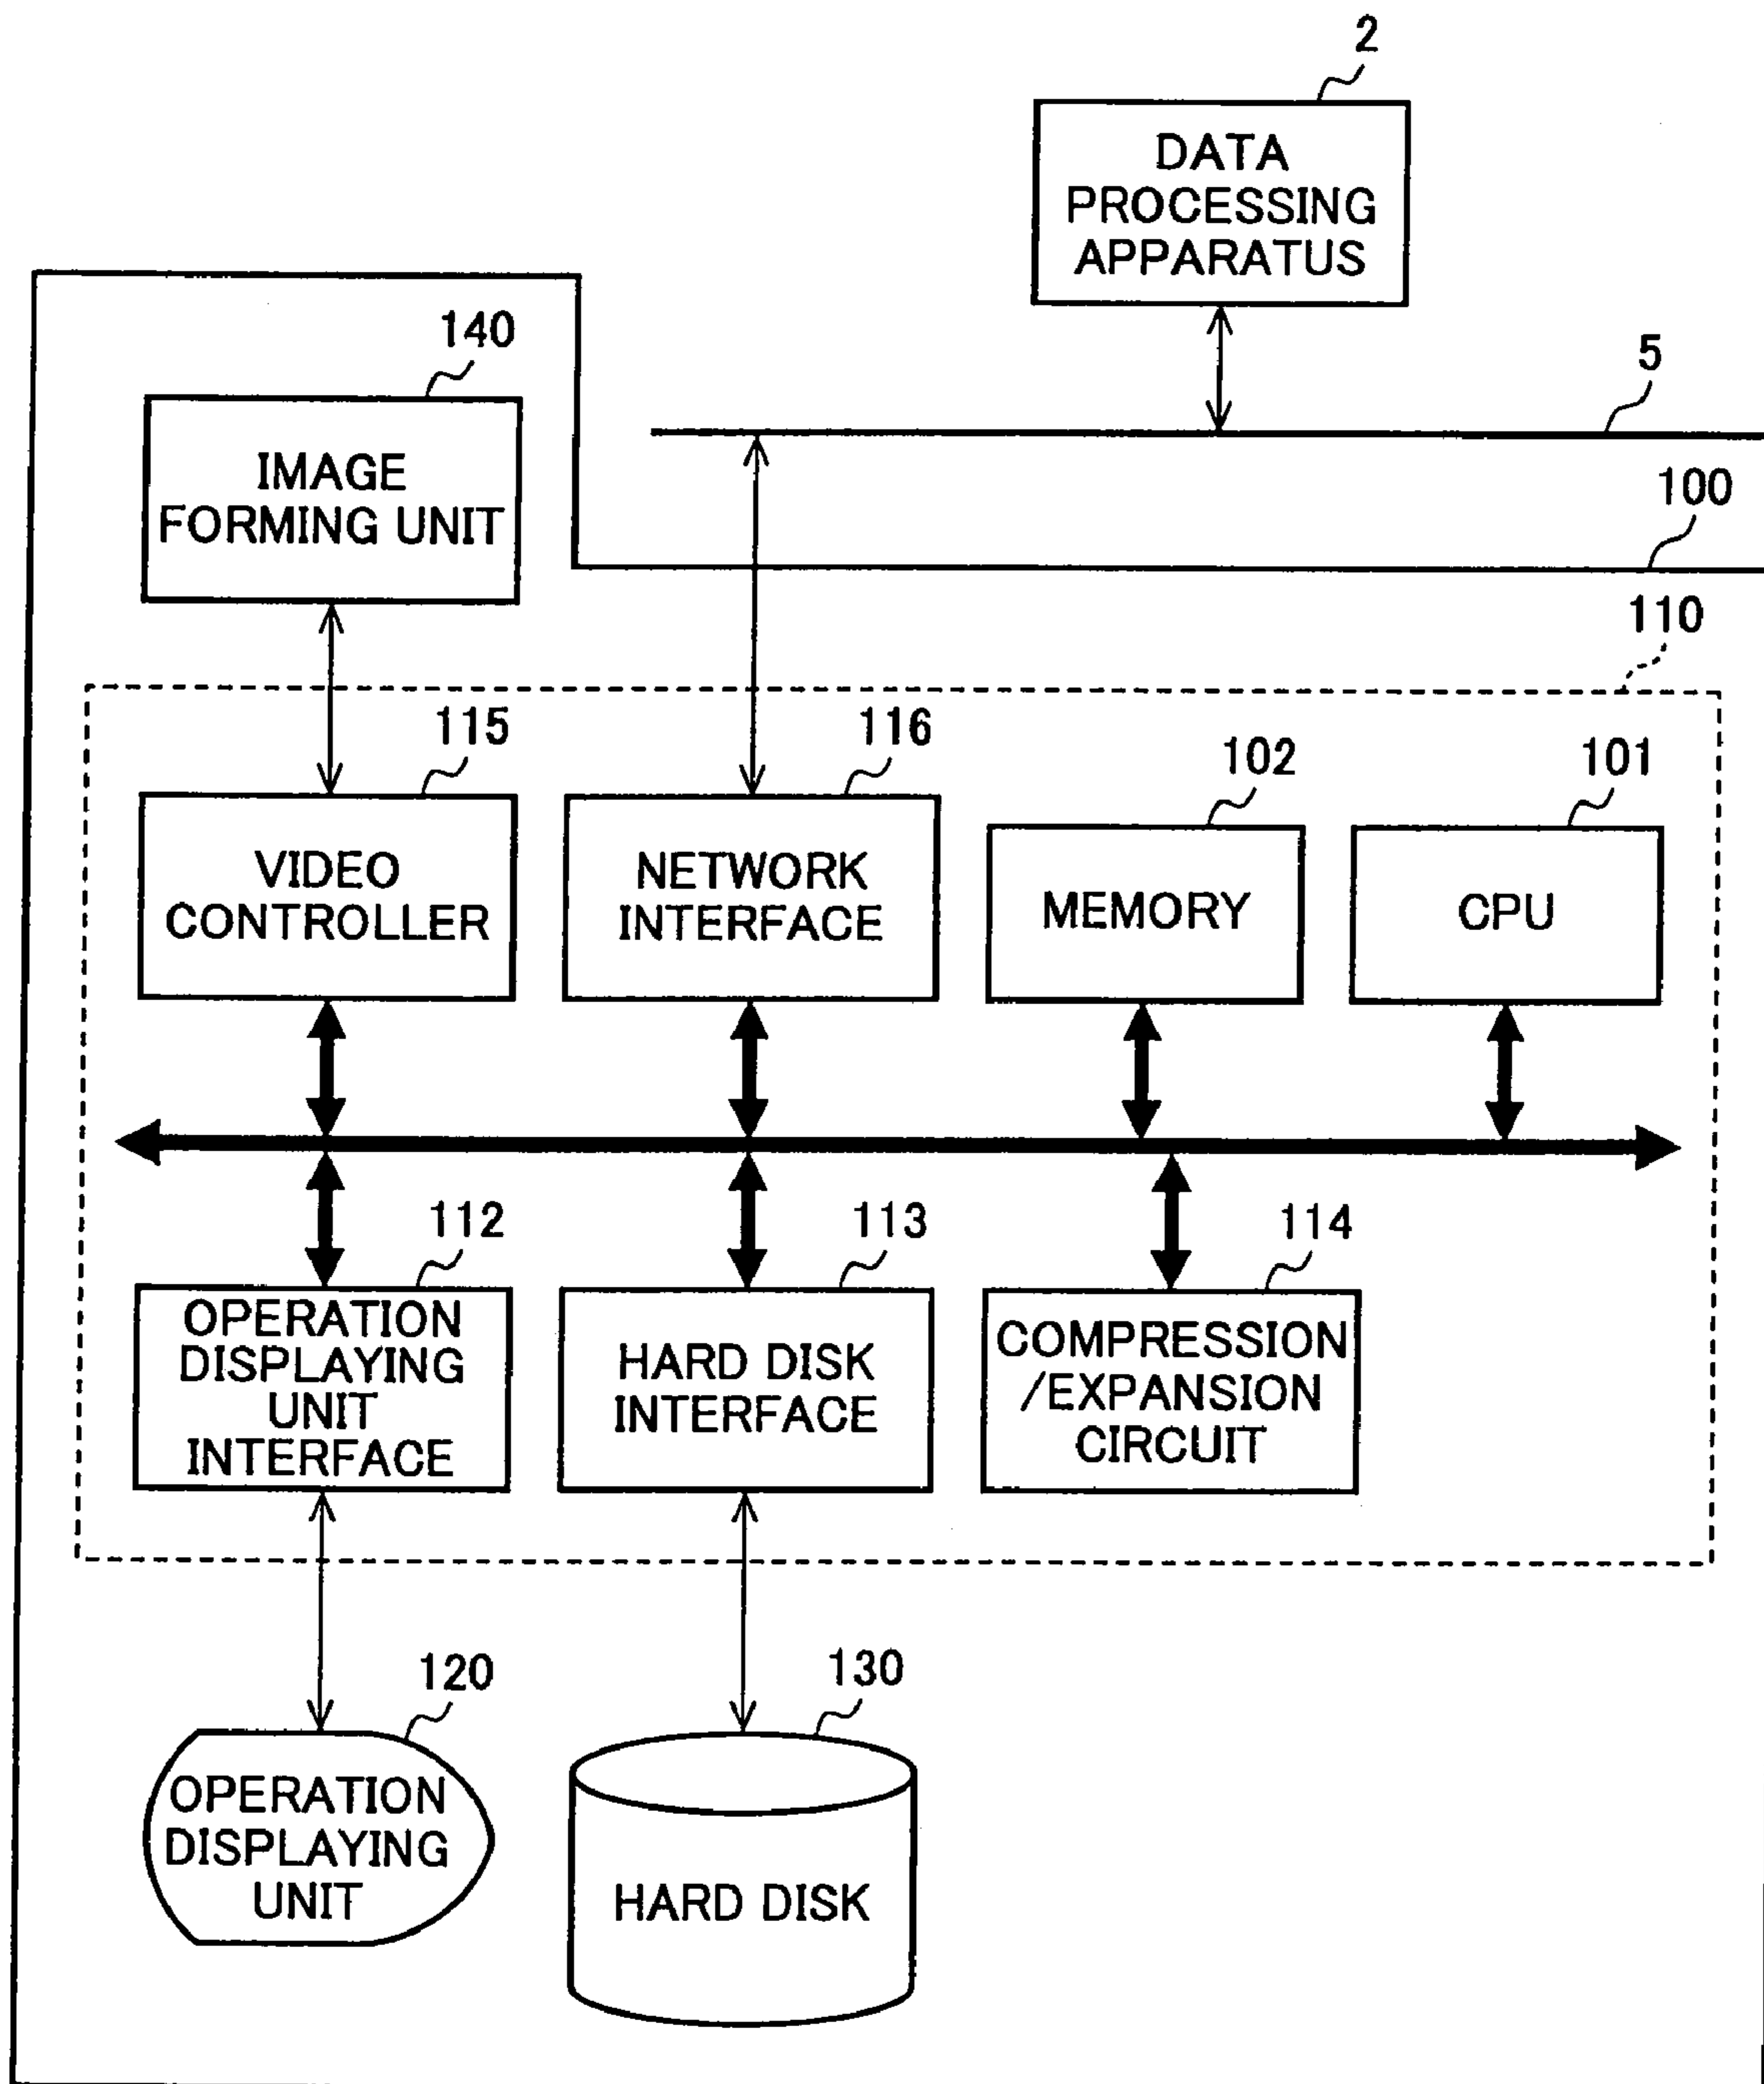 2
DATA
PROCESSING
APPARATUS
140
5
IMAGE
FORMING UNIT
100
110
115
116
102
101
VIDEO
CONTROLLER
NETWORK
INTERFACE
MEMORY
CPU
112
113
114
OPERATION
DISPLAYING
UNIT
INTERFACE
HARD DISK
INTERFACE
COMPRESSION
/EXPANSION
CIRCUIT
120
130
OPERATION
DISPLAYING
UNIT
HARD DISK